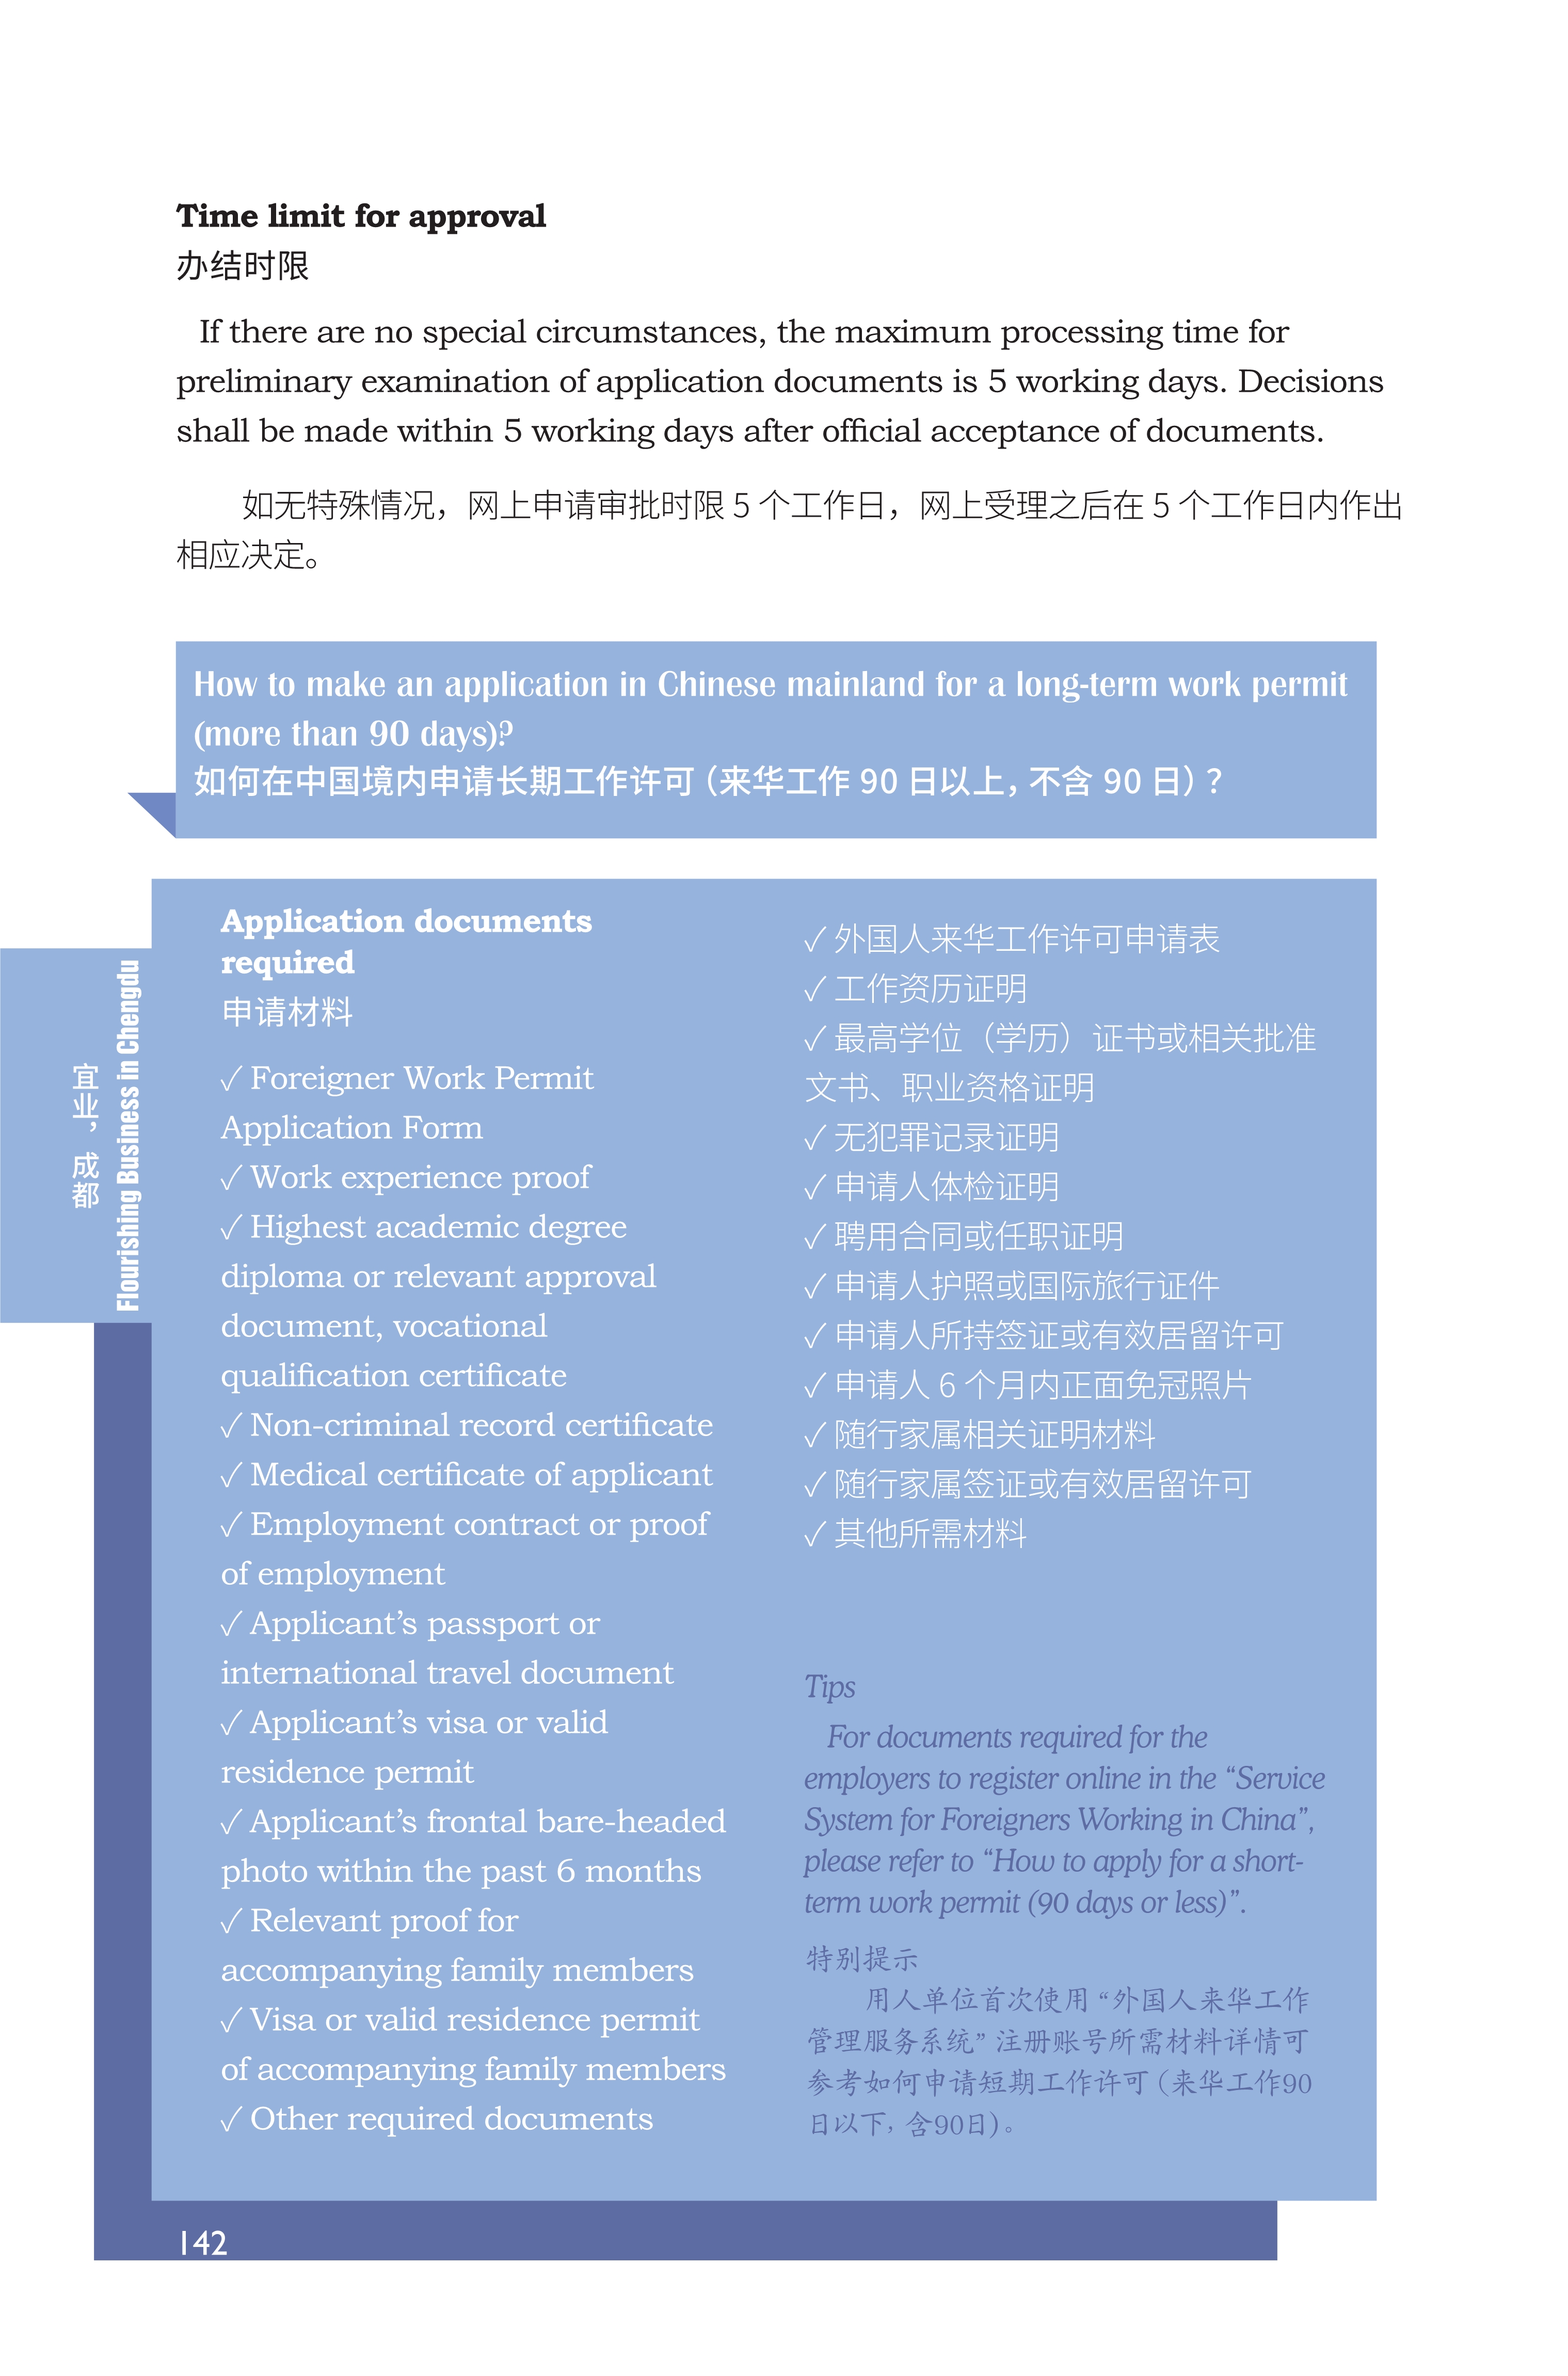 Time limit for approval
办结时限
If there are no special circumstances, the maximum processing time for
preliminary examination of application documents is 5 working days. Decisions
shall be made within 5 working days after official acceptance of documents.
如无特殊情况，网上申请审批时限 5 个工作日，网上受理之后在 5 个工作日内作出
相应决定。
How to make an application in Chinese mainland for a long-term work permit
(more than 90 days)?
如何在中国境内申请长期工作许可（来华工作 90 日以上，不含 90 日）？
宜业，成都
Flourishing Business in Chengdu
Application documents
required
申请材料
✓ Foreigner Work Permit
Application Form
✓ Work experience proof
✓ Highest academic degree
diploma or relevant approval
document, vocational
qualification certificate
✓ Non-criminal record certificate
✓ Medical certificate of applicant
✓ Employment contract or proof
of employment
✓ Applicant’s passport or
international travel document
✓ Applicant’s visa or valid
residence permit
✓ Applicant’s frontal bare-headed
photo within the past 6 months
✓ Relevant proof for
accompanying family members
✓ Visa or valid residence permit
of accompanying family members
✓ Other required documents
✓ 外国人来华工作许可申请表
✓ 工作资历证明
✓ 最高学位（学历）证书或相关批准
文书、职业资格证明
✓ 无犯罪记录证明
✓ 申请人体检证明
✓ 聘用合同或任职证明
✓ 申请人护照或国际旅行证件
✓ 申请人所持签证或有效居留许可
✓ 申请人 6 个月内正面免冠照片
✓ 随行家属相关证明材料
✓ 随行家属签证或有效居留许可
✓ 其他所需材料
Tips
For documents required for the
employers to register online in the “Service
System for Foreigners Working in China”,
please refer to “How to apply for a short-
term work permit (90 days or less)”.
特别提示
用人单位首次使用“外国人来华工作
管理服务系统”注册账号所需材料详情可
参考如何申请短期工作许可（来华工作90
日以下，含90日）。
142